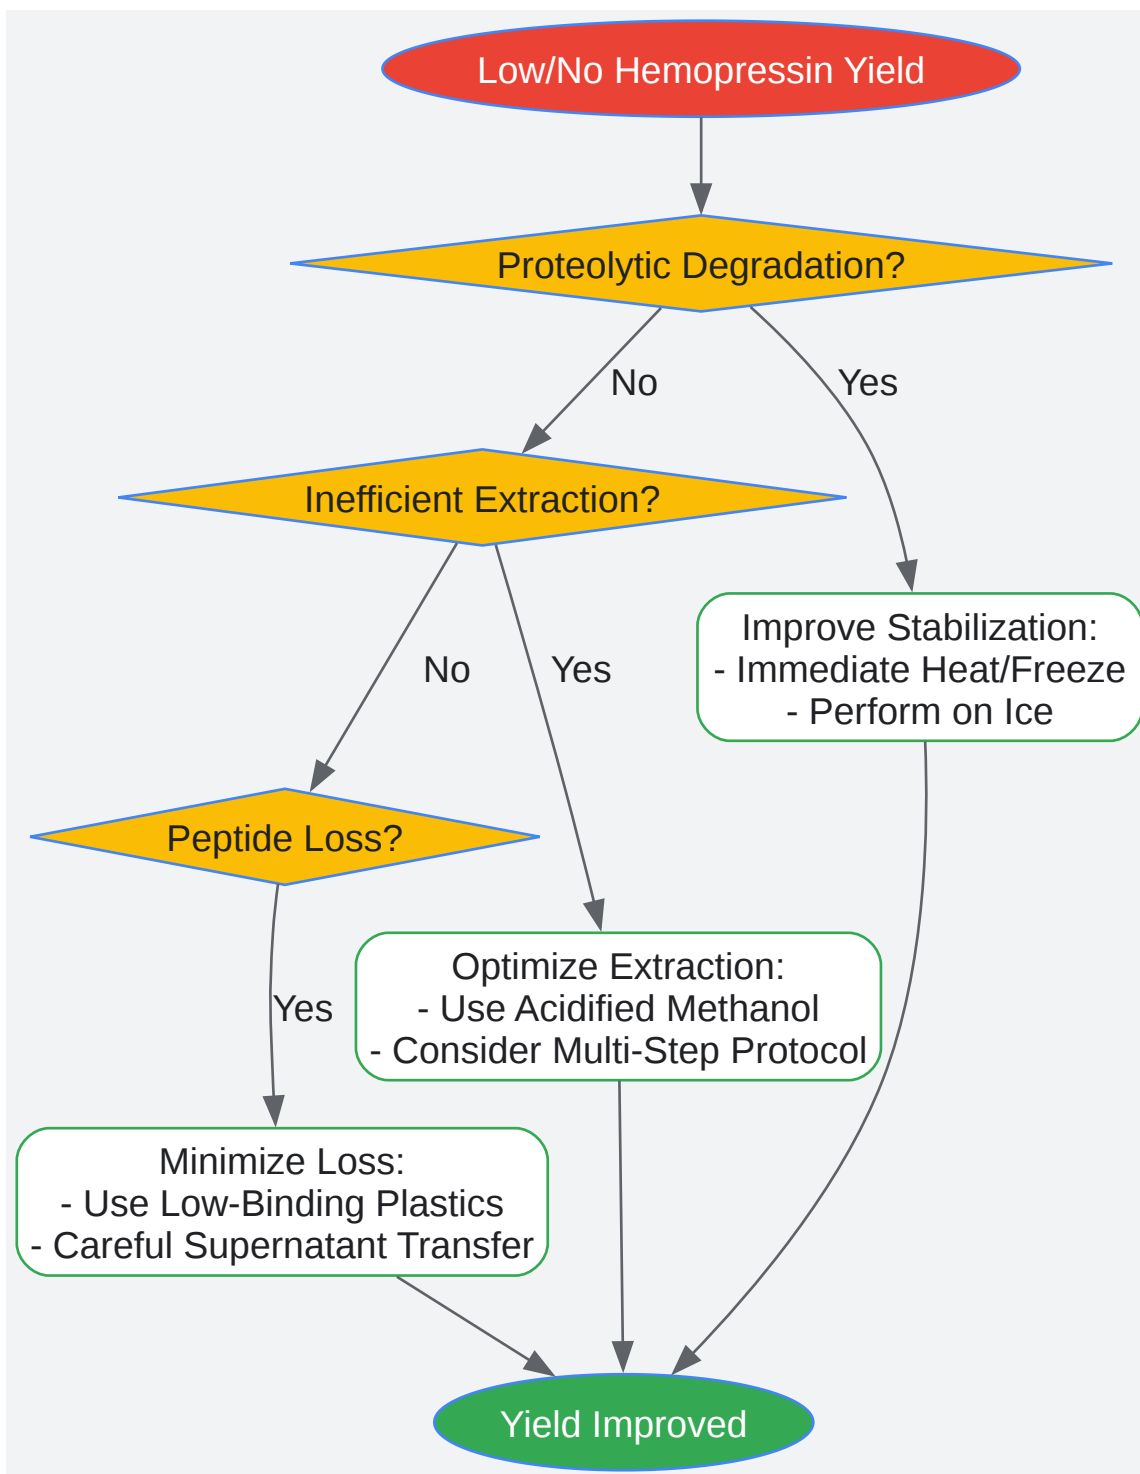 Low/No Hemopressin Yield
Proteolytic Degradation?
No
Yes
Inefficient Extraction?
Improve Stabilization:
- Immediate Heat/Freeze
- Perform on Ice
No
Yes
Peptide Loss?
Optimize Extraction:
- Use Acidified Methanol
- Consider Multi-Step Protocol
Yes
Minimize Loss:
- Use Low-Binding Plastics
- Careful Supernatant Transfer
Yield Improved